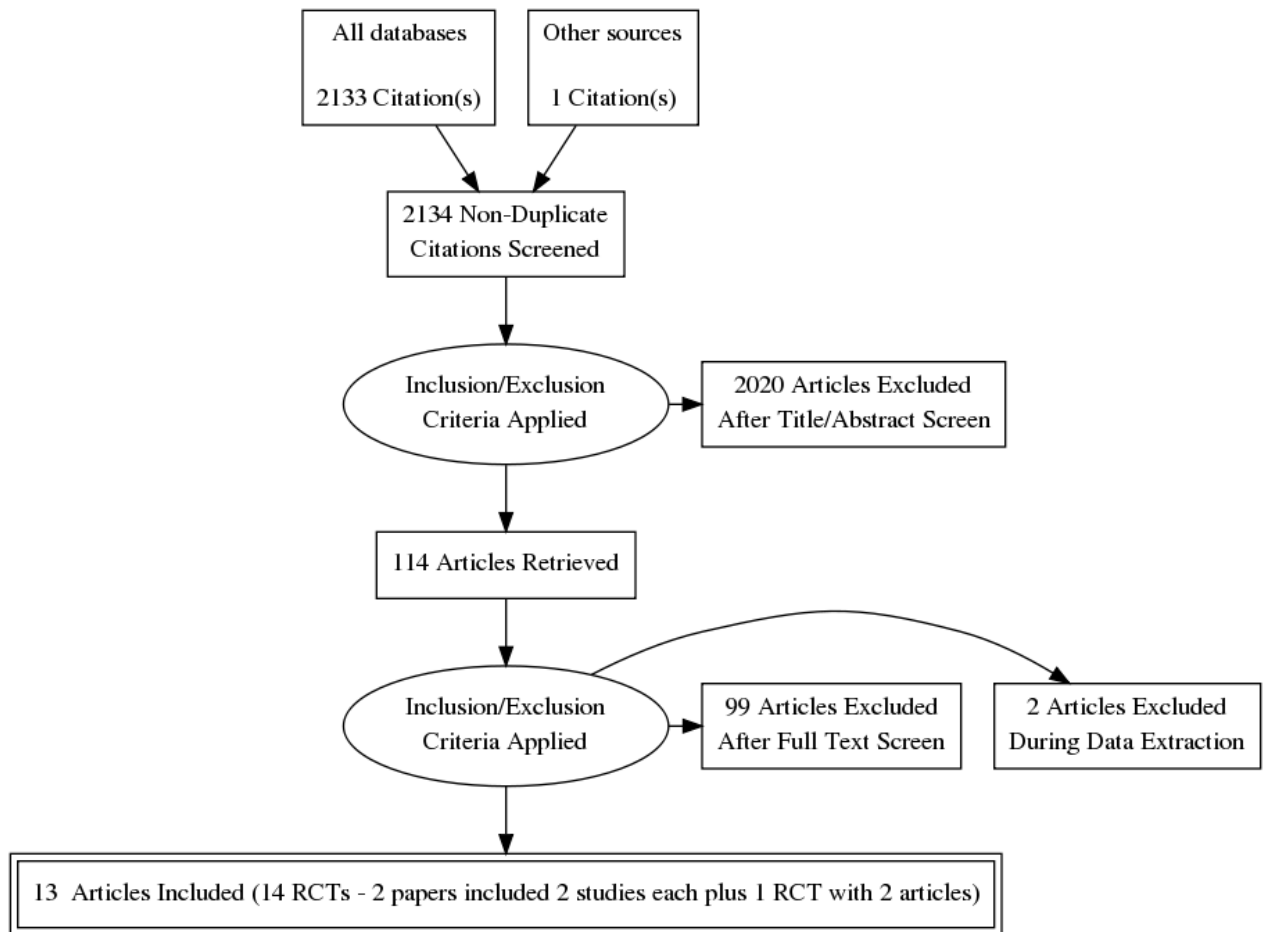 All databases
2133 Citation(s)
Other sources
1 Citation(s)
2134 Non-Duplicate
Citations Screened
Inclusion/Exclusion
Criteria Applied
2020 Articles Excluded
After Title/Abstract Screen
114 Articles Retrieved
Inclusion/Exclusion
Criteria Applied
99 Articles Excluded
After Full Text Screen
2 Articles Excluded
During Data Extraction
13 Articles Included (14 RCTs - 2 papers included 2 studies each plus 1 RCT with 2 articles)